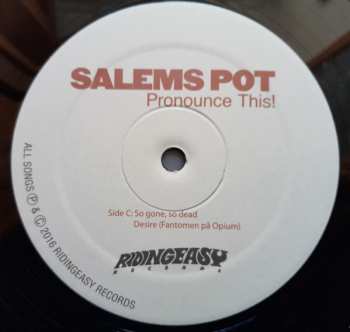 SALEMS POT
Pronounce This!
Side C: So gone, so dead
Desire (Fantomen på Opium)
RIDINGEASY
RECORDS
ALL SONGS Ⓟ & © 2016 RIDINGEASY RECORDS